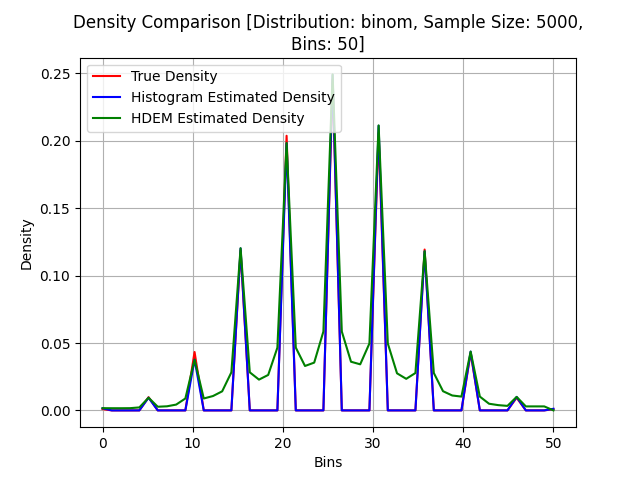 Density Comparison [Distribution: binom, Sample Size: 5000,
Bins: 50]
True Density
Histogram Estimated Density
HDEM Estimated Density
Density
0.25
0.20
0.15
0.10
0.05
0.00
0
10
20
30
40
50
Bins